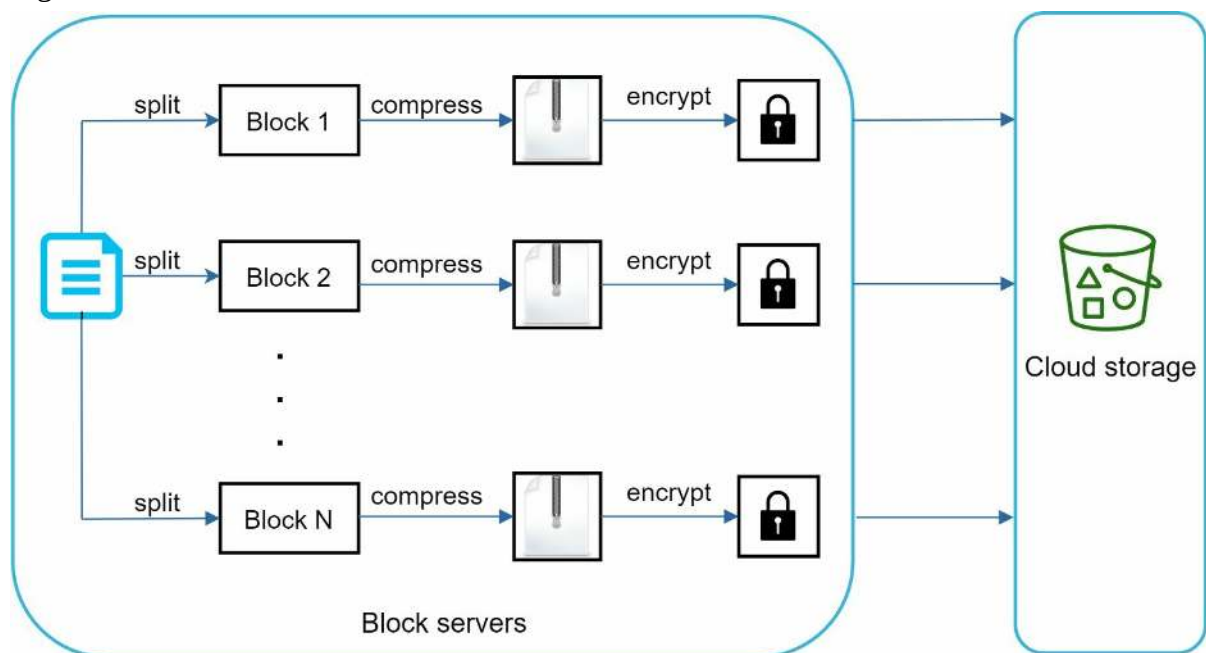 split
Block 1
compress
encrypt
split
Block 2
compress
encrypt
Cloud storage
split
Block N
compress
encrypt
Block servers